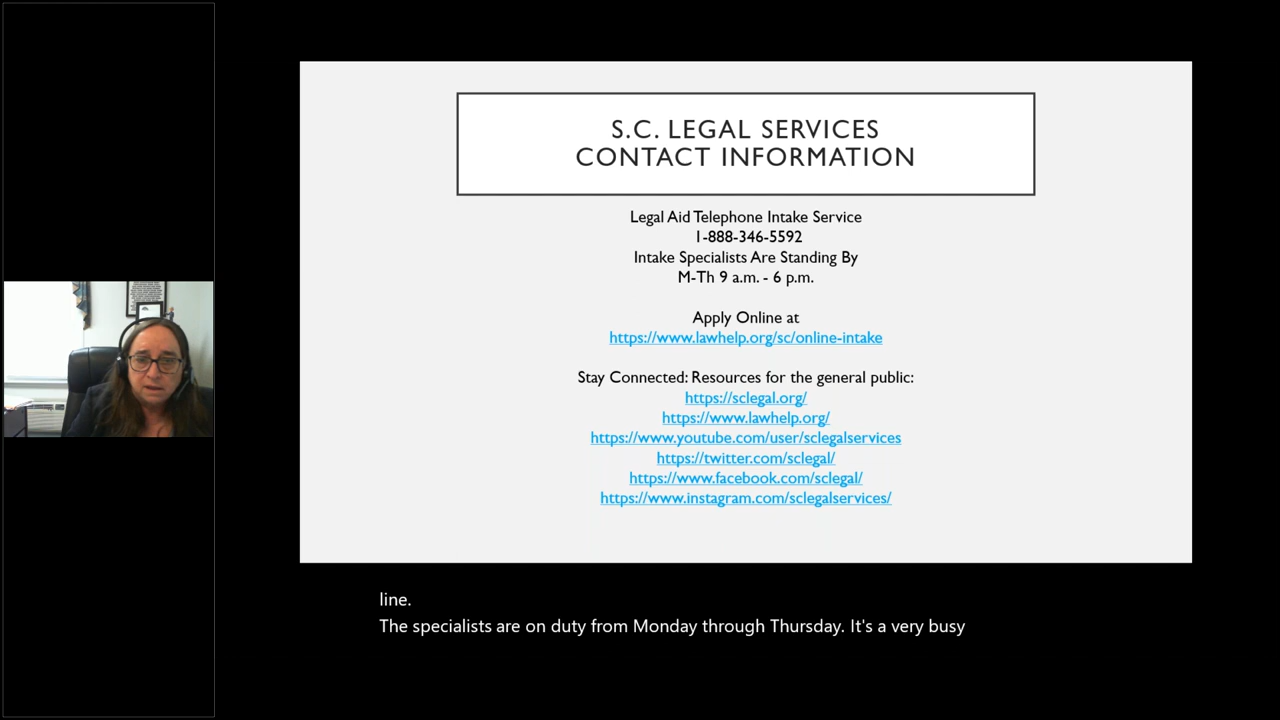 S.C. LEGAL SERVICES
CONTACT INFORMATION
Legal Aid Telephone Intake Service
1-888-346-5592
Intake Specialists Are Standing By
M-Th 9 a.m. - 6 p.m.
Apply Online at
https://www.lawhelp.org/sc/online-intake
Stay Connected: Resources for the general public:
https://sclegal.org/
https://www.lawhelp.org/
https://www.youtube.com/user/sclegalservices
https://twitter.com/sclegal/
https://www.facebook.com/sclegal/
https://www.instagram.com/sclegalservices/
line.
The specialists are on duty from Monday through Thursday. It's a very busy